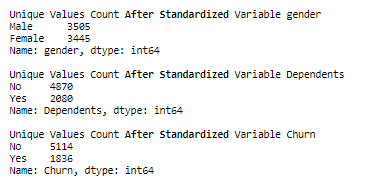 Unique Values Count After Standardized Variable gender
Male 3505
Female 3445
Name: gender, dtype: int64
Unique Values Count After Standardized Variable Dependents
No 4870
Yes 2080
Name: Dependents, dtype: int64
Unique Values Count After Standardized Variable Churn
No 5114
Yes 1836
Name: Churn, dtype: int64